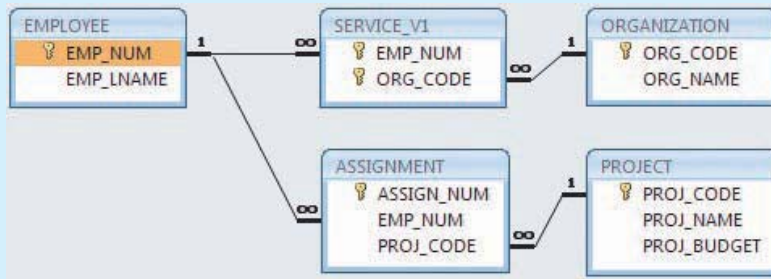 EMPLOYEE
EMP_NUM
EMP_LNAME
1
∞
SERVICE_V1
EMP_NUM
ORG_CODE
∞
1
ORGANIZATION
ORG_CODE
ORG_NAME
∞
ASSIGNMENT
ASSIGN_NUM
EMP_NUM
PROJ_CODE
∞
1
PROJECT
PROJ_CODE
PROJ_NAME
PROJ_BUDGET